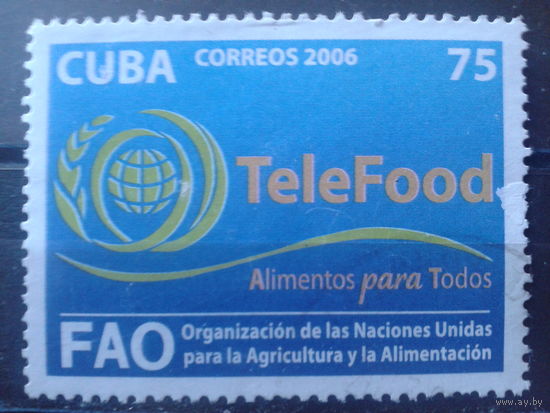 CUBA CORREOS 2006 75
TeleFood
Alimentos para Todos
FAO
Organización de las Naciones Unidas
para la Agricultura y la Alimentación
www.ay.by